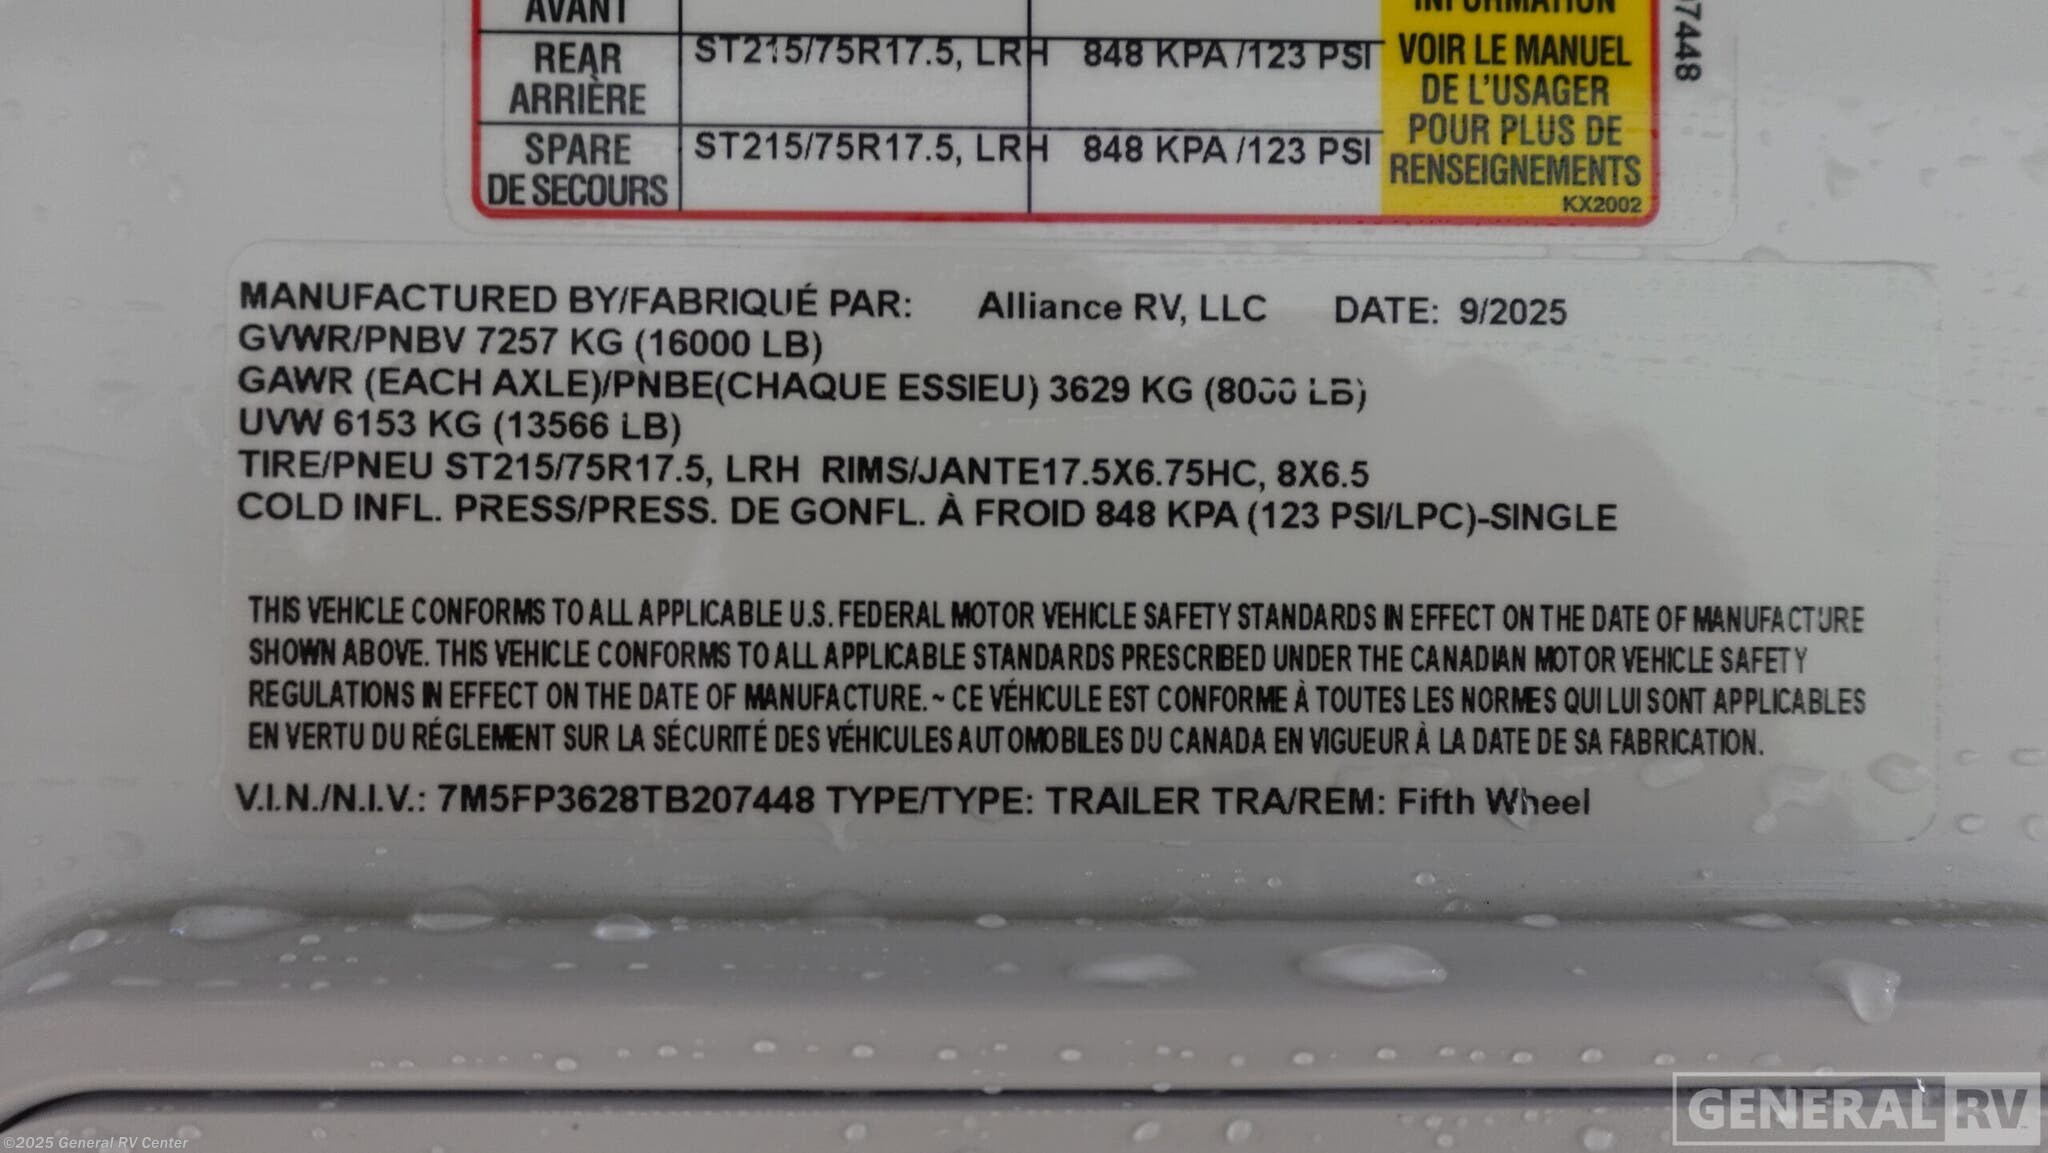 AVANT
INFORMATION
REAR
ARRIÈRE
ST215/75R17.5, LRH 848 KPA /123 PSI
VOIR LE MANUEL
DE L'USAGER
POUR PLUS DE
RENSEIGNEMENTS
KX2002
SPARE
DE SECOURS
ST215/75R17.5, LRH 848 KPA /123 PSI
7448
MANUFACTURED BY/FABRIQUÉ PAR: Alliance RV, LLC DATE: 9/2025
GVWR/PNBV 7257 KG (16000 LB)
GAWR (EACH AXLE)/PNBE(CHAQUE ESSIEU) 3629 KG (8000 LB)
UVW 6153 KG (13566 LB)
TIRE/PNEU ST215/75R17.5, LRH RIMS/JANTE17.5X6.75HC, 8X6.5
COLD INFL. PRESS/PRESS. DE GONFL. À FROID 848 KPA (123 PSI/LPC)-SINGLE
THIS VEHICLE CONFORMS TO ALL APPLICABLE U.S. FEDERAL MOTOR VEHICLE SAFETY STANDARDS IN EFFECT ON THE DATE OF MANUFACTURE
SHOWN ABOVE. THIS VEHICLE CONFORMS TO ALL APPLICABLE STANDARDS PRESCRIBED UNDER THE CANADIAN MOTOR VEHICLE SAFETY
REGULATIONS IN EFFECT ON THE DATE OF MANUFACTURE. ~ CE VÉHICULE EST CONFORME À TOUTES LES NORMES QUI LUI SONT APPLICABLES
EN VERTU DU RÉGLEMENT SUR LA SÉCURITÉ DES VÉHICULES AUTOMOBILES DU CANADA EN VIGUEUR À LA DATE DE SA FABRICATION.
V.I.N./N.I.V.: 7M5FP3628TB207448 TYPE/TYPE: TRAILER TRA/REM: Fifth Wheel
GENERAL RV
©2025 General RV Center